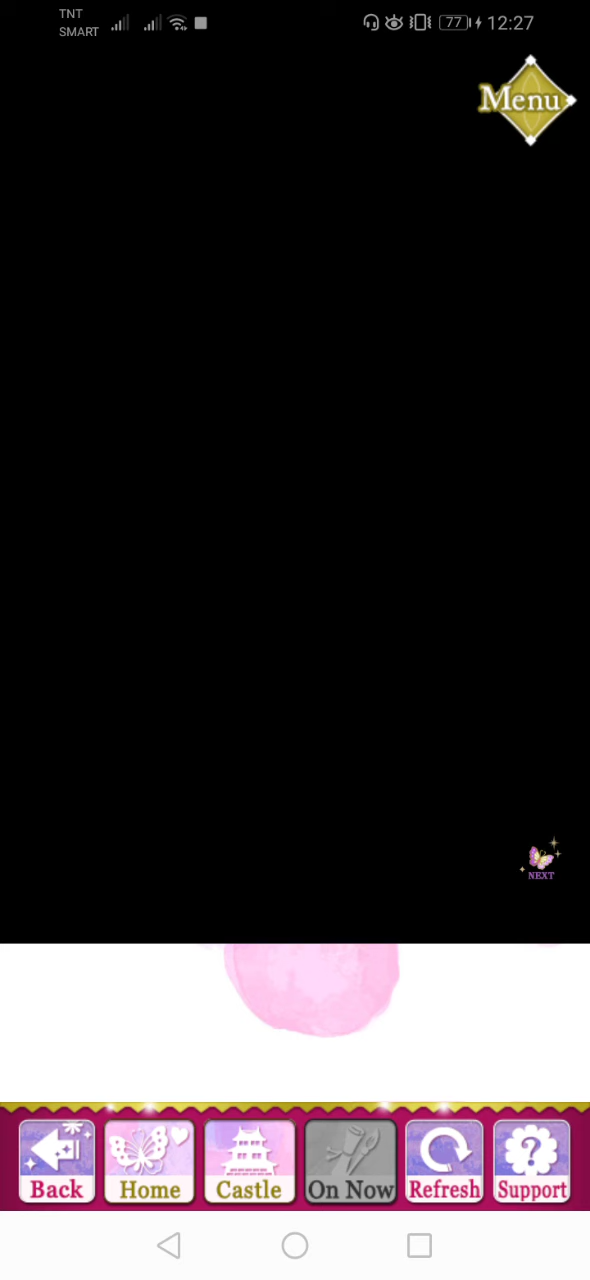 TNT
SMART
77
12:27
Menu
NEXT
Back
Home
Castle
On Now
Refresh
Support